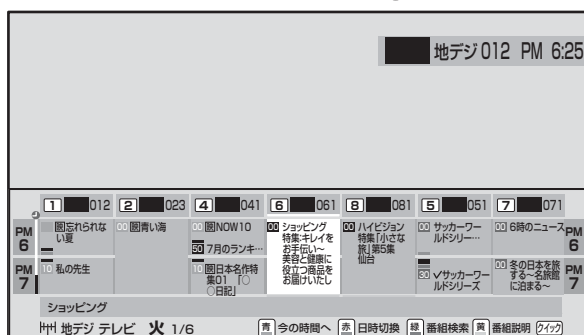 地デジ 012 PM 6:25
1 012 2 023 4 041 6 061 8 081 5 051 7 071
PM
6
圏忘れられな
い夏
00 圏青い海
00 圏NOW10
50 7月のランキ…
00 ショッピング
特集:キレイを
お手伝い~
美容と健康に
役立つ商品を
お届けいたし
00 ハイビジョン
特集「小さな
旅」第5集
仙台
00 サッカーワー
ルドシリー…
00 6時のニュース
PM
6
PM
7
10 私の先生
10 圏日本名作特
集01 「○
○日記」
30 ✓サッカーワー
ルドシリーズ
00 冬の日本を旅
する~名旅館
に泊まる~
PM
7
ショッピング
地デジ テレビ 火 1/6 青 今の時間へ 赤 日時切換 緑 番組検索 黄 番組説明 クイック